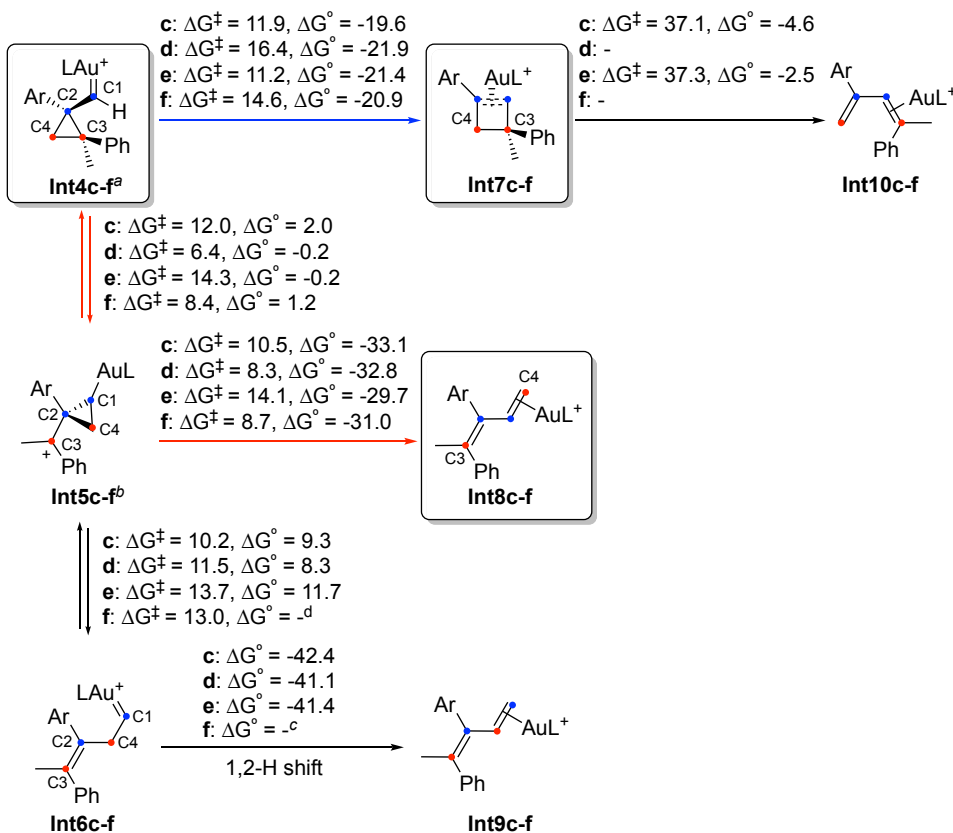 c: ΔG‡ = 11.9, ΔG° = -19.6
d: ΔG‡ = 16.4, ΔG° = -21.9
e: ΔG‡ = 11.2, ΔG° = -21.4
f: ΔG‡ = 14.6, ΔG° = -20.9
c: ΔG‡ = 37.1, ΔG° = -4.6
d: -
e: ΔG‡ = 37.3, ΔG° = -2.5
f: -
LAu+
C1
C2
Ar
H
C4
C3
Ph
Int4c-fᵃ
Ar
AuL+
C4
C3
Ph
Int7c-f
Ar
AuL+
Ph
Int10c-f
c: ΔG‡ = 12.0, ΔG° = 2.0
d: ΔG‡ = 6.4, ΔG° = -0.2
e: ΔG‡ = 14.3, ΔG° = -0.2
f: ΔG‡ = 8.4, ΔG° = 1.2
c: ΔG‡ = 10.5, ΔG° = -33.1
d: ΔG‡ = 8.3, ΔG° = -32.8
e: ΔG‡ = 14.1, ΔG° = -29.7
f: ΔG‡ = 8.7, ΔG° = -31.0
AuL
Ar
C1
C2
C4
C3
+
Ph
Int5c-fᵇ
C4
Ar
AuL+
C3
Ph
Int8c-f
c: ΔG‡ = 10.2, ΔG° = 9.3
d: ΔG‡ = 11.5, ΔG° = 8.3
e: ΔG‡ = 13.7, ΔG° = 11.7
f: ΔG‡ = 13.0, ΔG° = -ᵈ
c: ΔG° = -42.4
d: ΔG° = -41.1
e: ΔG° = -41.4
f: ΔG° = -ᶜ
1,2-H shift
LAu+
Ar
C1
C2
C4
C3
Ph
Int6c-f
Ar
AuL+
Ph
Int9c-f